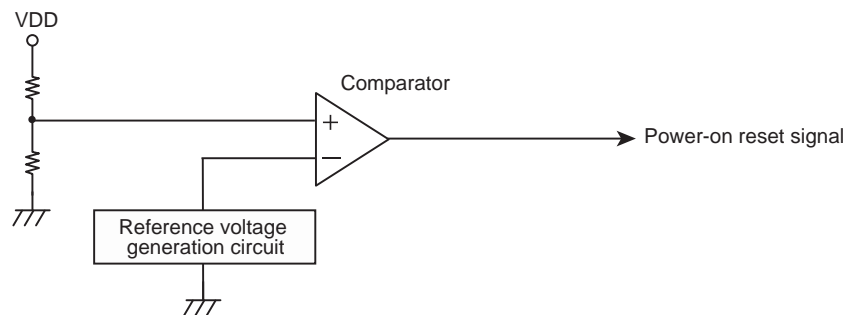 VDD
Comparator
+
−
Power-on reset signal
Reference voltage
generation circuit